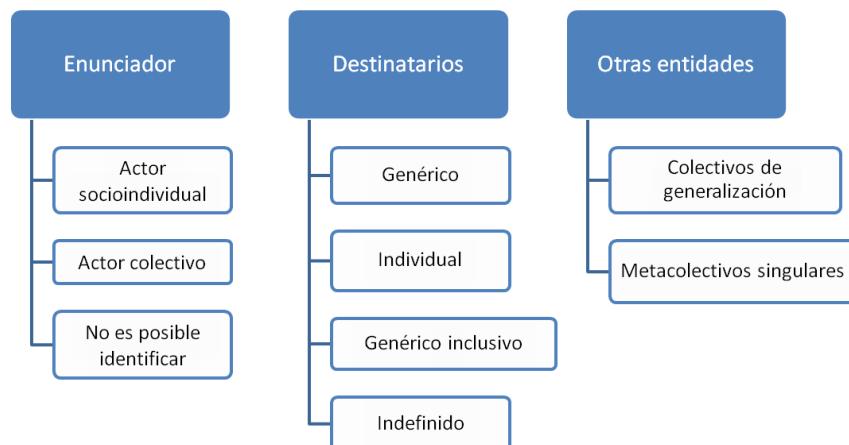 Enunciador
Actor
socioindividual
Actor colectivo
No es posible
identificar
Destinatarios
Genérico
Individual
Genérico inclusivo
Indefinido
Otras entidades
Colectivos de
generalización
Metacolectivos singulares